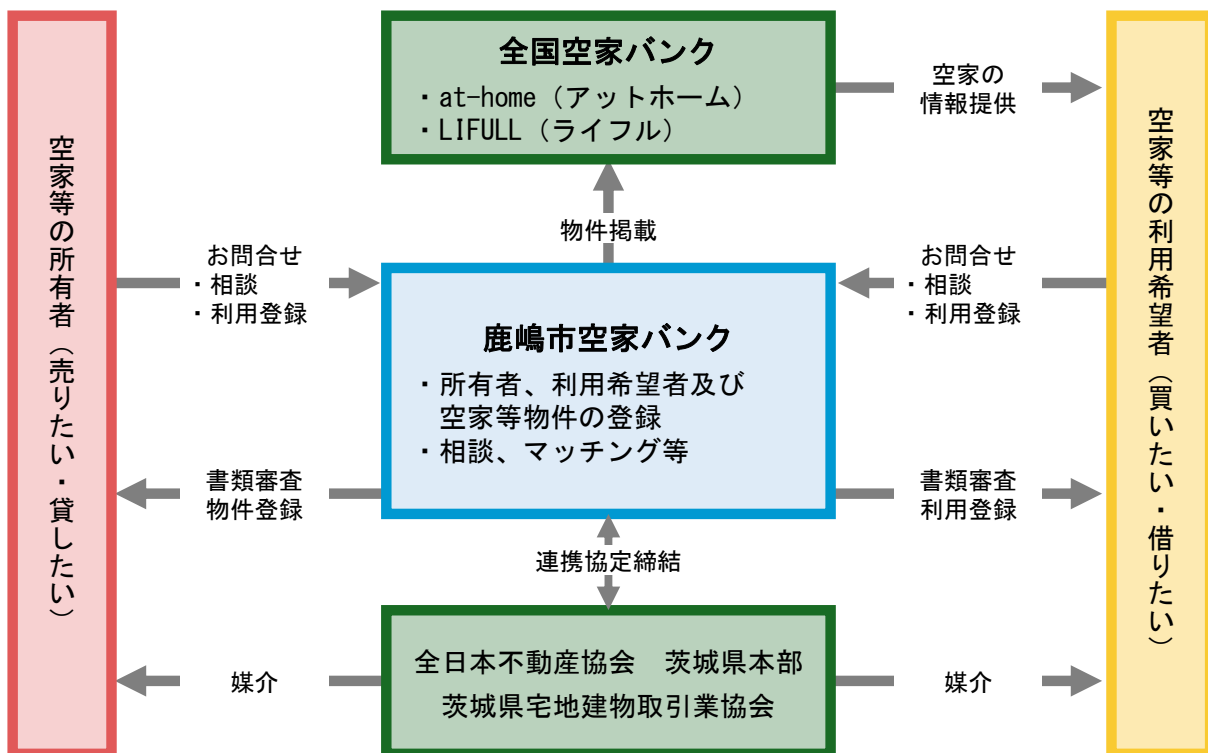 全国空家バンク
・at-home（アットホーム）
・LIFULL（ライフル）
空家の
情報提供
物件掲載
空家等の所有者（売りたい・貸したい）
お問合せ
・相談
・利用登録
鹿嶋市空家バンク
・所有者、利用希望者及び
空家等物件の登録
・相談、マッチング等
お問合せ
・相談
・利用登録
空家等の利用希望者（買いたい・借りたい）
書類審査
物件登録
書類審査
利用登録
連携協定締結
媒介
全日本不動産協会　茨城県本部
茨城県宅地建物取引業協会
媒介